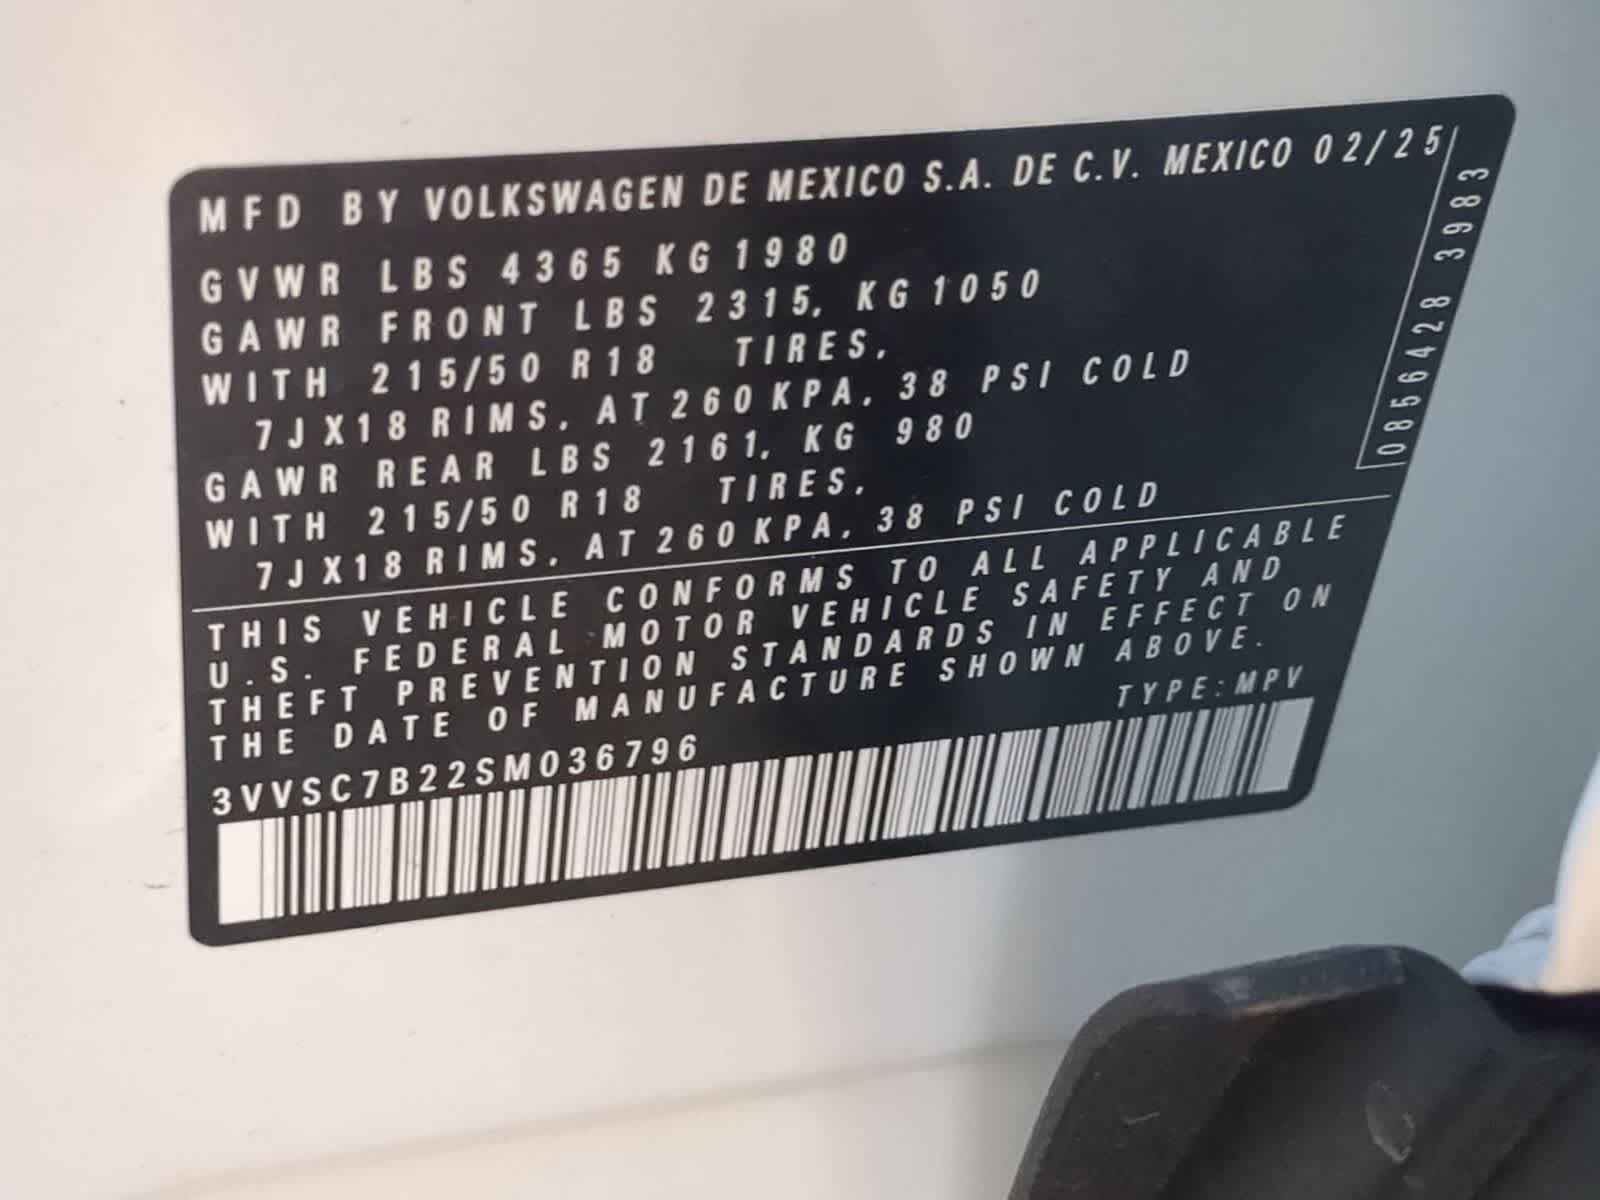 MFD BY VOLKSWAGEN DE MEXICO S.A. DE C.V. MEXICO 02/25
GVWR LBS 4365 KG 1980
GAWR FRONT LBS 2315, KG 1050
WITH 215/50 R18 TIRES,
7JX18 RIMS, AT 260 KPA, 38 PSI COLD
GAWR REAR LBS 2161, KG 980
WITH 215/50 R18 TIRES,
7JX18 RIMS, AT 260 KPA, 38 PSI COLD
THIS VEHICLE CONFORMS TO ALL APPLICABLE
U.S. FEDERAL MOTOR VEHICLE SAFETY AND
THEFT PREVENTION STANDARDS IN EFFECT ON
THE DATE OF MANUFACTURE SHOWN ABOVE.
TYPE:MPV
3VVSC7B22SM036796
0856428 3983